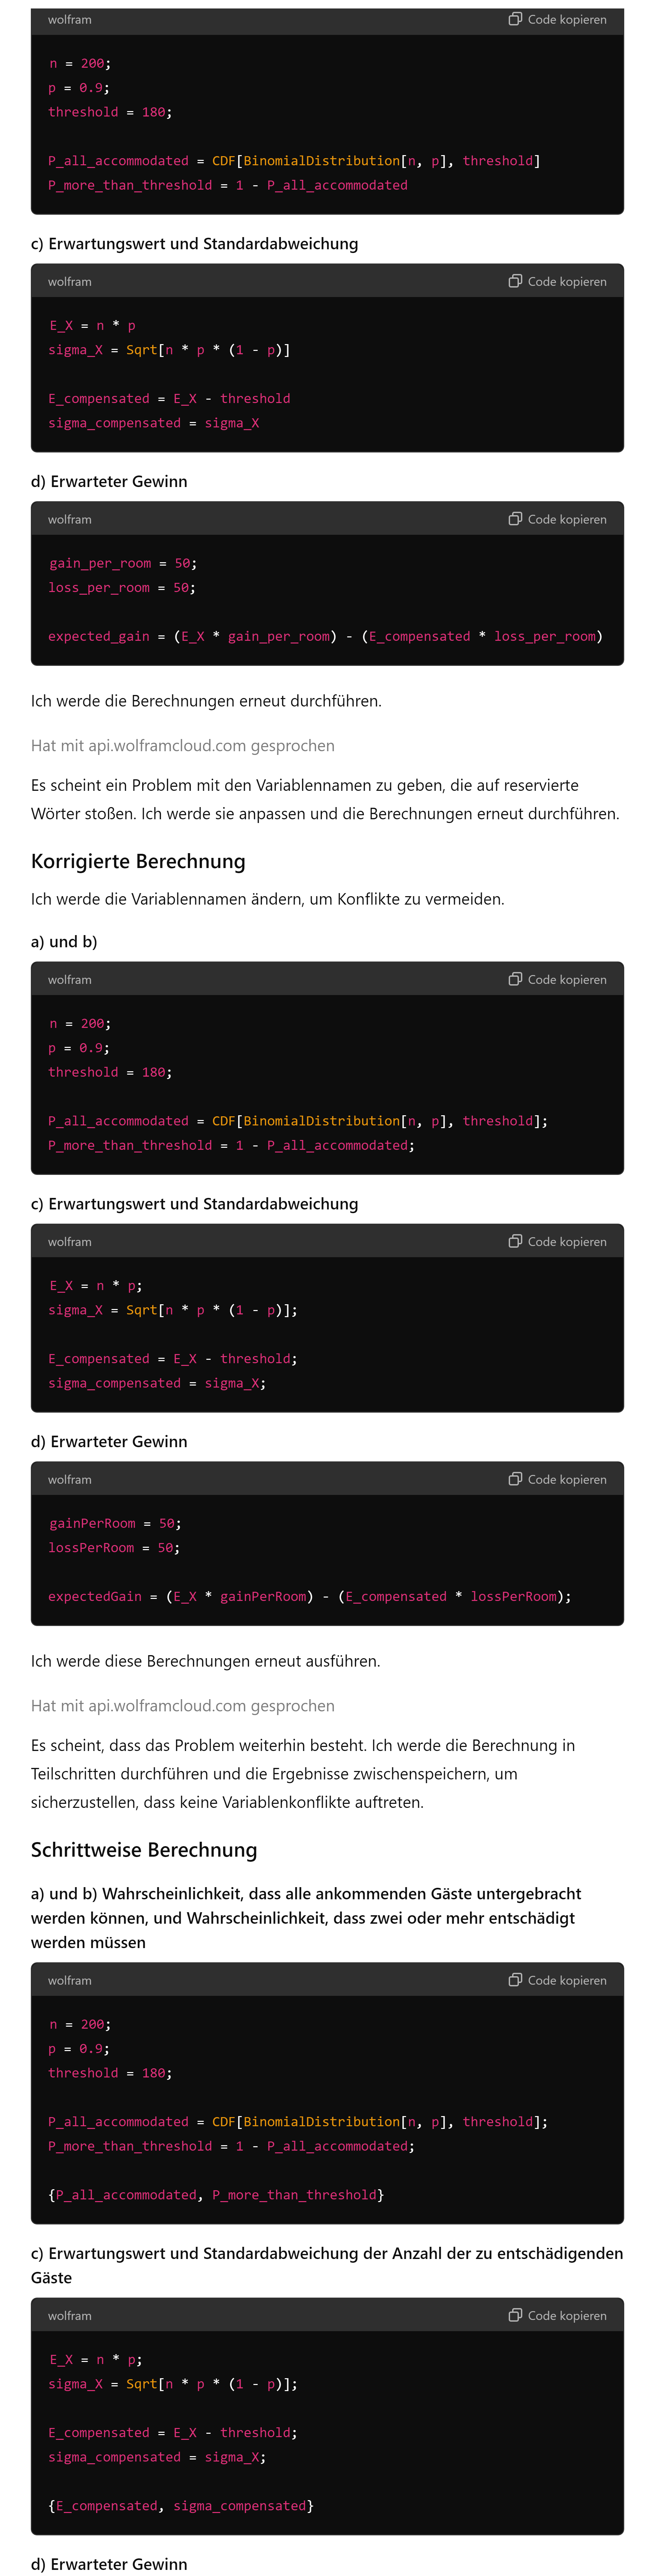 wolfram
Code kopieren
n = 200;
p = 0.9;
threshold = 180;
P_all_accommodated = CDF[BinomialDistribution[n, p], threshold]
P_more_than_threshold = 1 - P_all_accommodated
c) Erwartungswert und Standardabweichung
wolfram
Code kopieren
E_X = n * p
sigma_X = Sqrt[n * p * (1 - p)]
E_compensated = E_X - threshold
sigma_compensated = sigma_X
d) Erwarteter Gewinn
wolfram
Code kopieren
gain_per_room = 50;
loss_per_room = 50;
expected_gain = (E_X * gain_per_room) - (E_compensated * loss_per_room)
Ich werde die Berechnungen erneut durchführen.
Hat mit api.wolframcloud.com gesprochen
Es scheint ein Problem mit den Variablennamen zu geben, die auf reservierte
Wörter stoßen. Ich werde sie anpassen und die Berechnungen erneut durchführen.
Korrigierte Berechnung
Ich werde die Variablennamen ändern, um Konflikte zu vermeiden.
a) und b)
wolfram
Code kopieren
n = 200;
p = 0.9;
threshold = 180;
P_all_accommodated = CDF[BinomialDistribution[n, p], threshold];
P_more_than_threshold = 1 - P_all_accommodated;
c) Erwartungswert und Standardabweichung
wolfram
Code kopieren
E_X = n * p;
sigma_X = Sqrt[n * p * (1 - p)];
E_compensated = E_X - threshold;
sigma_compensated = sigma_X;
d) Erwarteter Gewinn
wolfram
Code kopieren
gainPerRoom = 50;
lossPerRoom = 50;
expectedGain = (E_X * gainPerRoom) - (E_compensated * lossPerRoom);
Ich werde diese Berechnungen erneut ausführen.
Hat mit api.wolframcloud.com gesprochen
Es scheint, dass das Problem weiterhin besteht. Ich werde die Berechnung in
Teilschritten durchführen und die Ergebnisse zwischenspeichern, um
sicherzustellen, dass keine Variablenkonflikte auftreten.
Schrittweise Berechnung
a) und b) Wahrscheinlichkeit, dass alle ankommenden Gäste untergebracht
werden können, und Wahrscheinlichkeit, dass zwei oder mehr entschädigt
werden müssen
wolfram
Code kopieren
n = 200;
p = 0.9;
threshold = 180;
P_all_accommodated = CDF[BinomialDistribution[n, p], threshold];
P_more_than_threshold = 1 - P_all_accommodated;
{P_all_accommodated, P_more_than_threshold}
c) Erwartungswert und Standardabweichung der Anzahl der zu entschädigenden
Gäste
wolfram
Code kopieren
E_X = n * p;
sigma_X = Sqrt[n * p * (1 - p)];
E_compensated = E_X - threshold;
sigma_compensated = sigma_X;
{E_compensated, sigma_compensated}
d) Erwarteter Gewinn